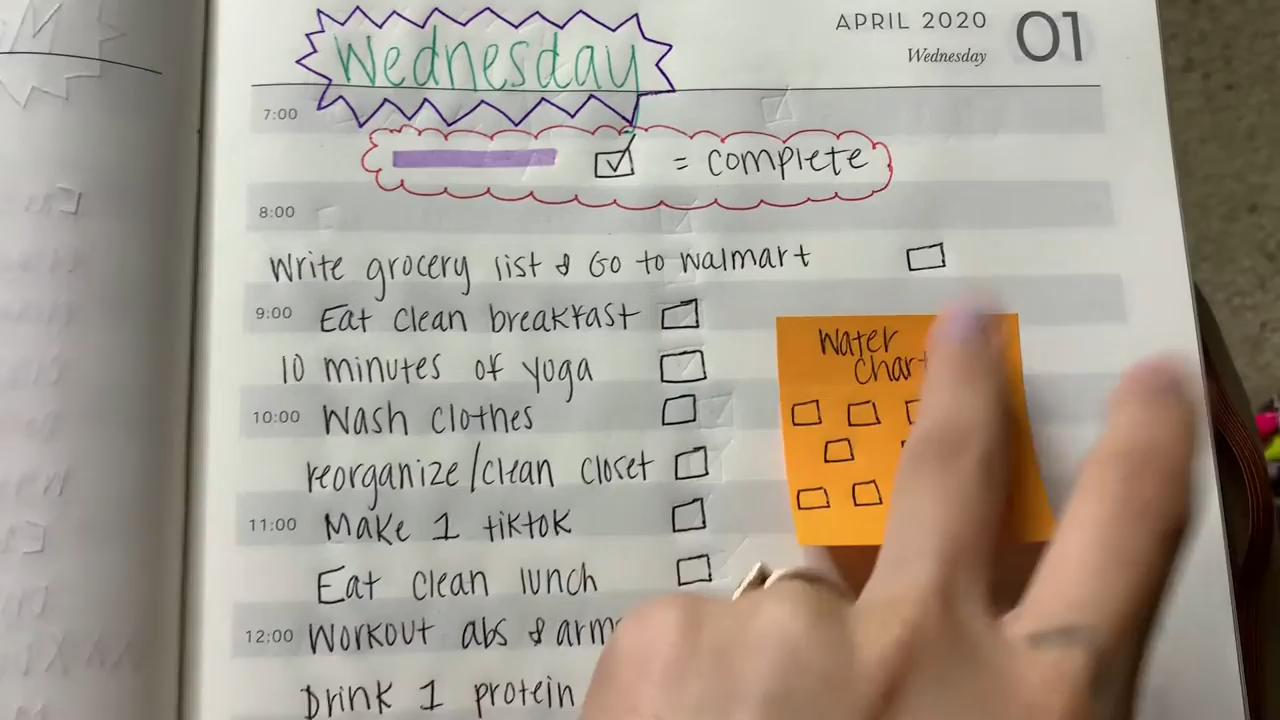 APRIL 2020
Wednesday
01
Wednesday
7:00
= complete
8:00
Write grocery list & Go to Walmart
9:00 Eat clean breakfast
10 minutes of yoga
10:00 Wash clothes
reorganize/clean closet
11:00 Make 1 tiktok
Eat clean lunch
12:00 Workout abs &
Drink 1 protein
Water
chart